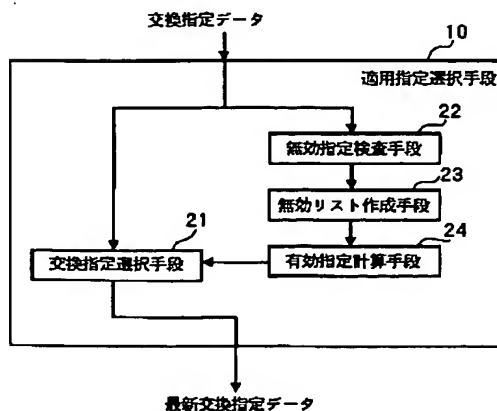 交換指定データ
10
適用指定選択手段
22
無効指定検査手段
23
無効リスト作成手段
21
24
交換指定選択手段
有効指定計算手段
最新交換指定データ